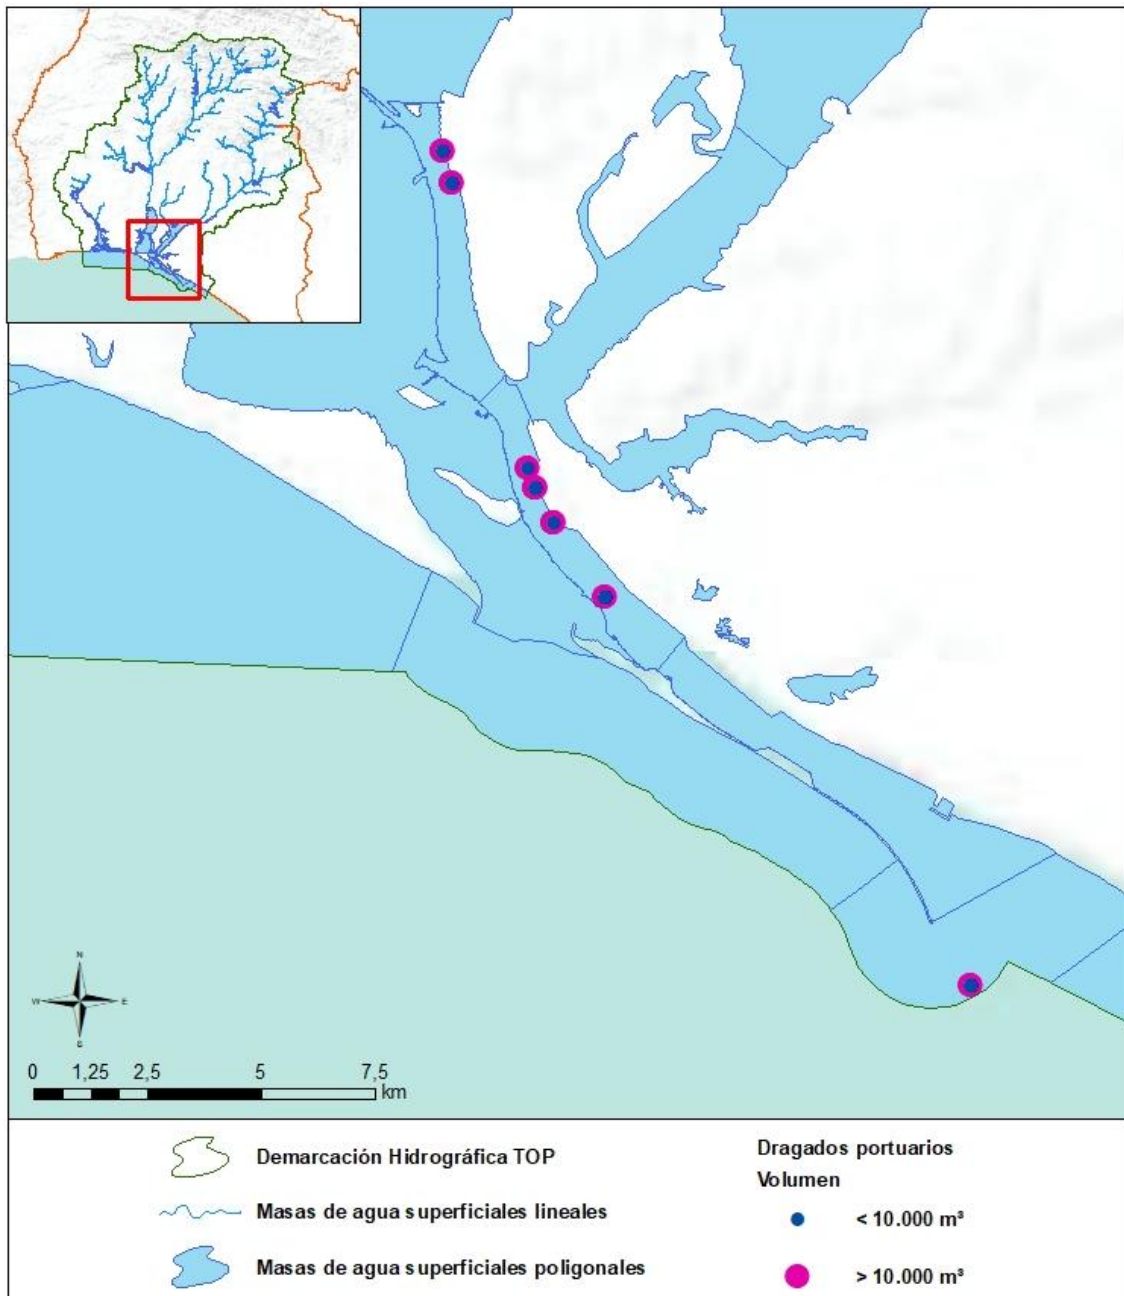 N
W E
S
0 1,25 2,5 5 7,5
km
Demarcación Hidrográfica TOP
Masas de agua superficiales lineales
Masas de agua superficiales poligonales
Dragados portuarios
Volumen
< 10.000 m³
> 10.000 m³